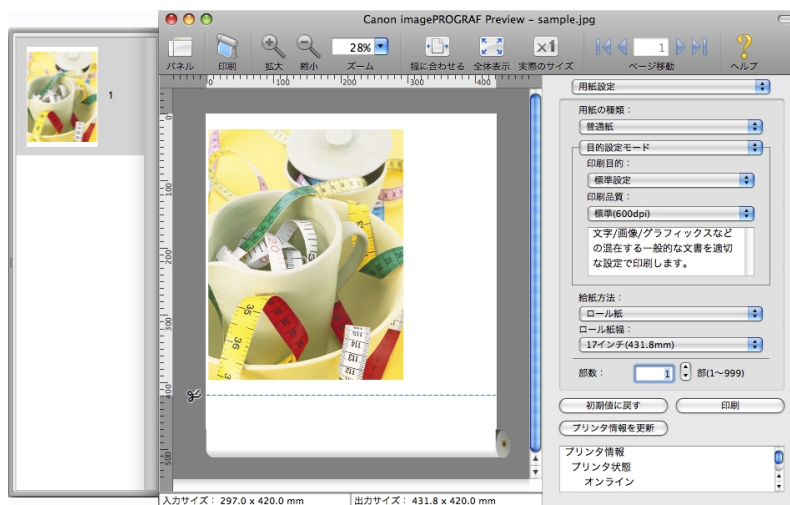 Canon imagePROGRAF Preview – sample.jpg
パネル
印刷
拡大
縮小
28%
ズーム
幅に合わせる
全体表示
×1
実際のサイズ
1
ページ移動
?
ヘルプ
1
0 100 200 300 400
0
100
200
300
400
500
用紙設定
用紙の種類：
普通紙
目的設定モード
印刷目的：
標準設定
印刷品質：
標準(600dpi)
文字/画像/グラフィックスなど
の混在する一般的な文書を適切
な設定で印刷します。
給紙方法：
ロール紙
ロール紙幅：
17インチ(431.8mm)
部数：
1
部(1〜999)
初期値に戻す
印刷
プリンタ情報を更新
プリンタ情報
プリンタ状態
オンライン
入力サイズ： 297.0 x 420.0 mm
出力サイズ： 431.8 x 420.0 mm
35
36
20